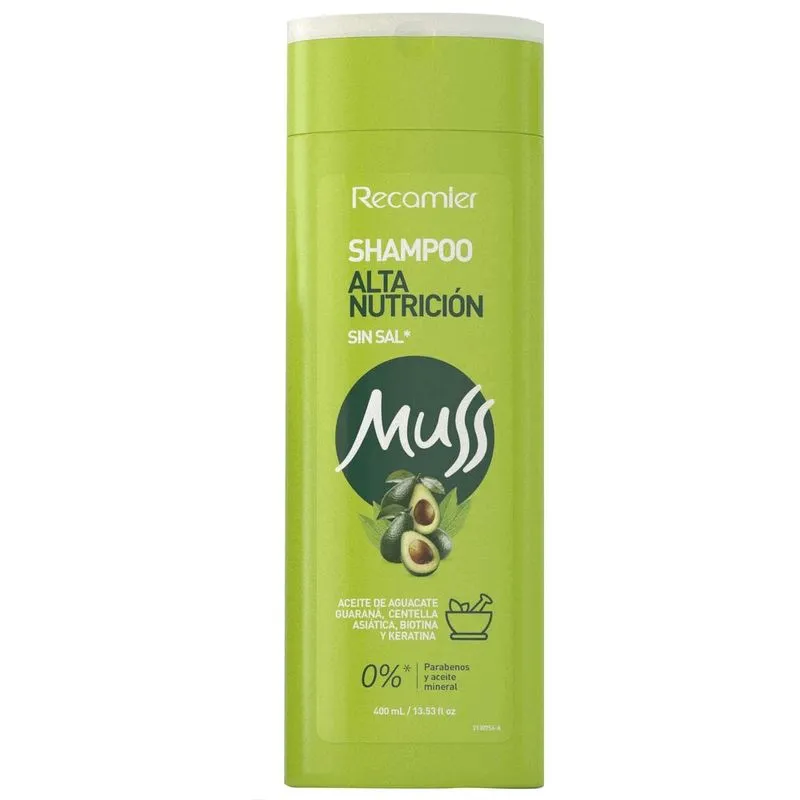 Recamier
SHAMPOO
ALTA
NUTRICIÓN
SIN SAL*
Muss
ACEITE DE AGUACATE
GUARANÁ, CENTELLA
ASIÁTICA, BIOTINA
Y KERATINA
0%*
Parabenos
y aceite
mineral
400 mL / 13.53 fl oz